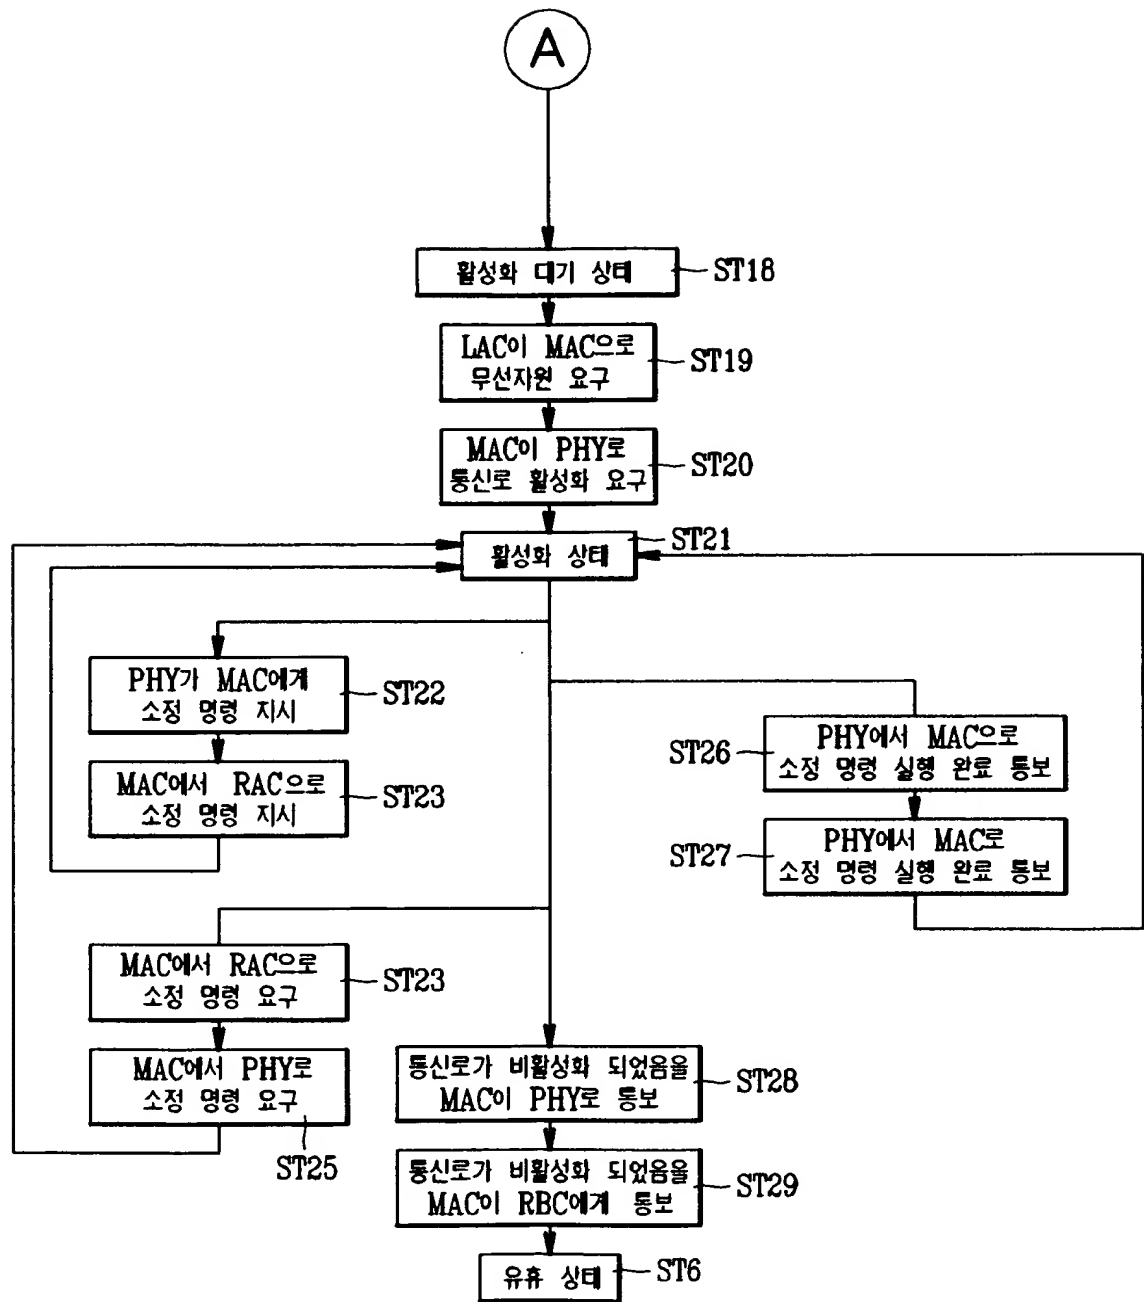 A
활성화 대기 상태
ST18
LAC이 MAC으로
무선자원 요구
ST19
MAC이 PHY로
통신로 활성화 요구
ST20
활성화 상태
ST21
PHY가 MAC에게
소정 명령 지시
ST22
MAC에서 RAC으로
소정 명령 지시
ST23
PHY에서 MAC으로
소정 명령 실행 완료 통보
ST26
PHY에서 MAC로
소정 명령 실행 완료 통보
ST27
MAC에서 RAC으로
소정 명령 요구
ST23
MAC에서 PHY로
소정 명령 요구
ST25
통신로가 비활성화 되었음을
MAC이 PHY로 통보
ST28
통신로가 비활성화 되었음을
MAC이 RBC에게 통보
ST29
유휴 상태
ST6